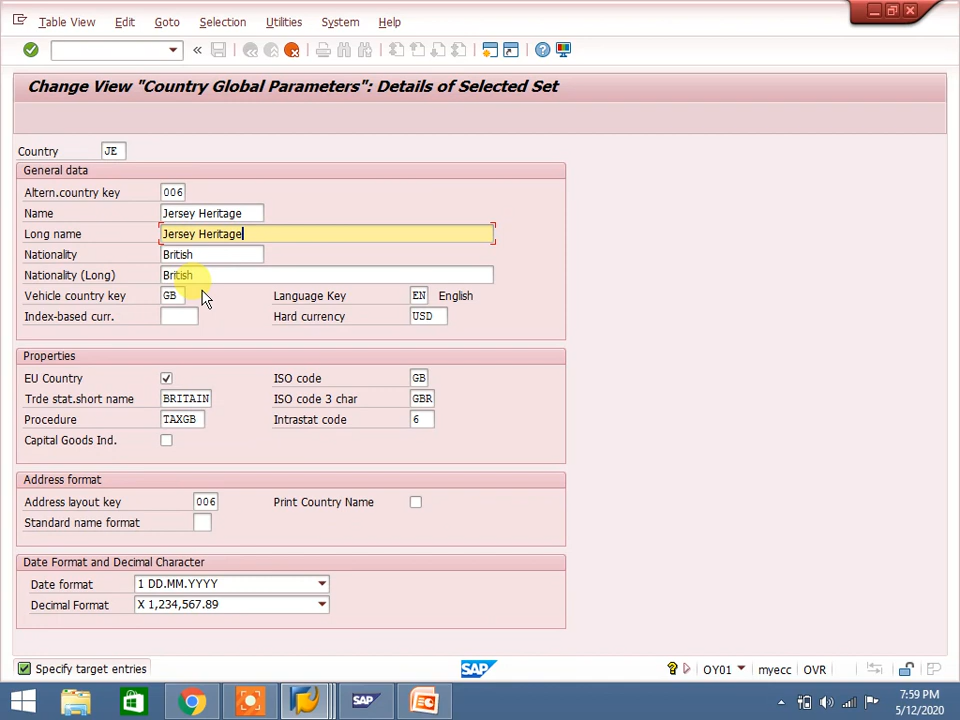 Table View Edit Goto Selection Utilities System Help
Change View "Country Global Parameters": Details of Selected Set
Country JE
General data
Altern.country key 006
Name Jersey Heritage
Long name Jersey Heritage
Nationality British
Nationality (Long) British
Vehicle country key GB Language Key EN English
Index-based curr. Hard currency USD
Properties
EU Country ISO code GB
Trde stat.short name BRITAIN ISO code 3 char GBR
Procedure TAXGB Intrastat code 6
Capital Goods Ind.
Address format
Address layout key 006 Print Country Name
Standard name format
Date Format and Decimal Character
Date format 1 DD.MM.YYYY
Decimal Format X 1,234,567.89
Specify target entries SAP OY01 myecc OVR
SAP 7:59 PM
5/12/2020